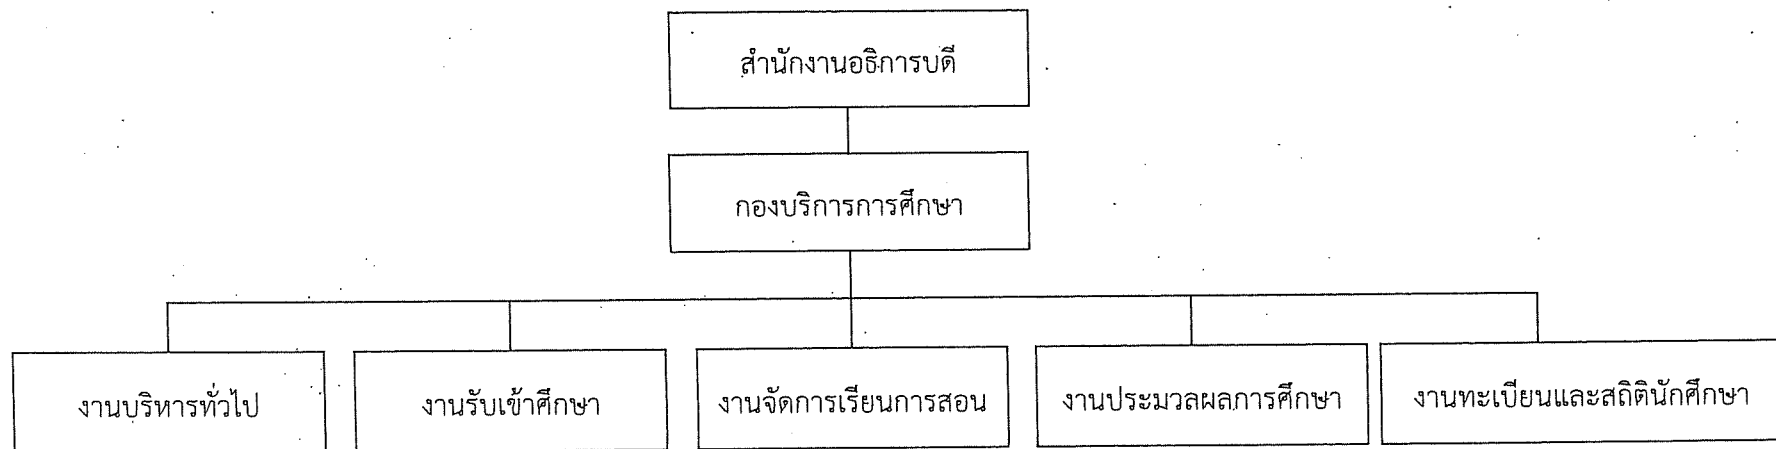 สำนักงานอธิการบดี
กองบริการการศึกษา
งานบริหารทั่วไป
งานรับเข้าศึกษา
งานจัดการเรียนการสอน
งานประมวลผลการศึกษา
งานทะเบียนและสถิตินักศึกษา